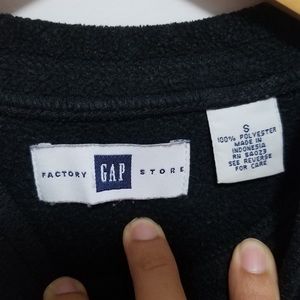 FACTORY GAP STORE
S
100% POLYESTER
MADE IN
INDONESIA
RN 54023
SEE REVERSE
FOR CARE